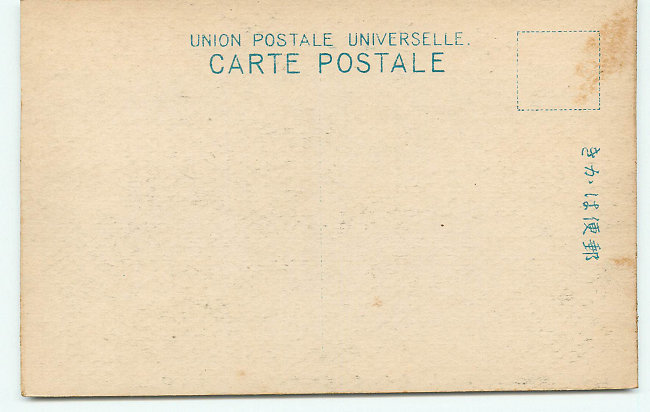 UNION POSTALE UNIVERSELLE.
CARTE POSTALE
きかは便郵